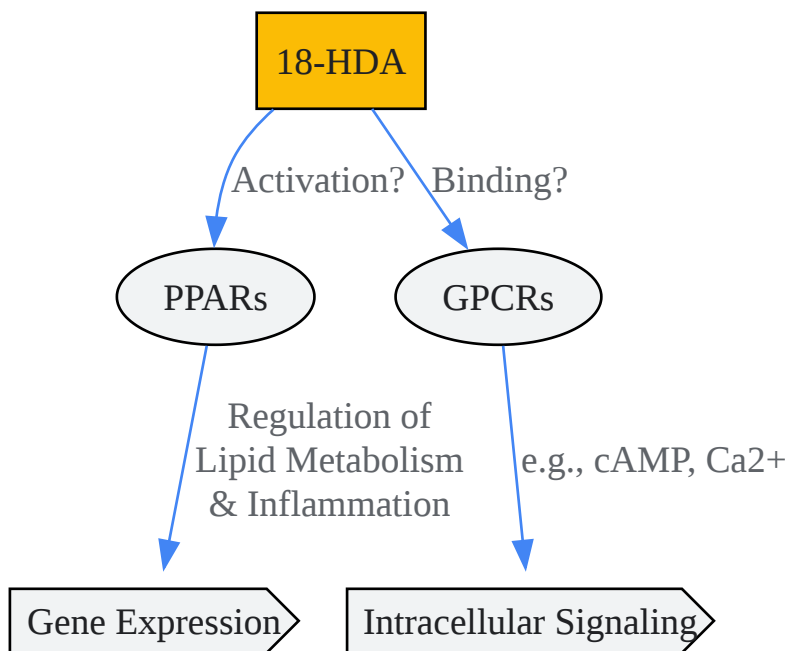 18-HDA
Activation?
Binding?
PPARs
GPCRs
Regulation of
Lipid Metabolism
& Inflammation
e.g., cAMP, Ca2+
Gene Expression
Intracellular Signaling